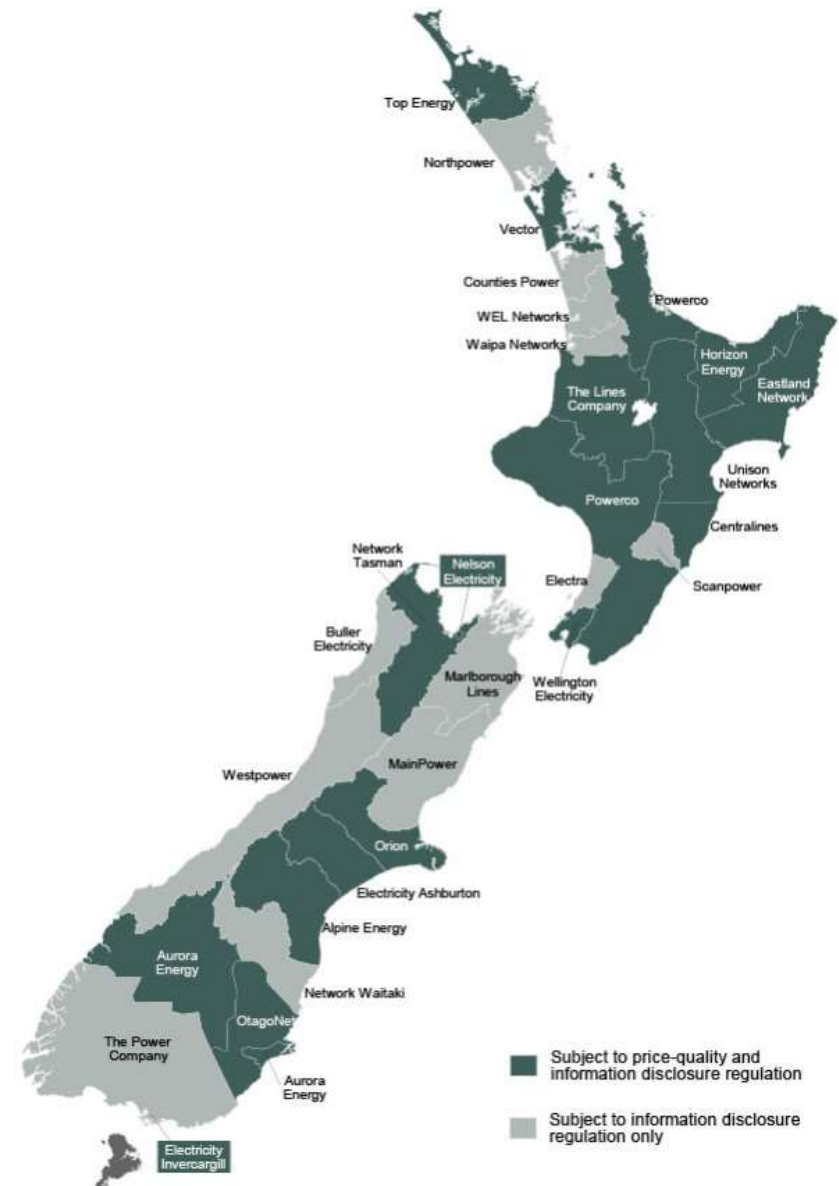 Top Energy
Northpower
Vector
Counties Power
Powerco
WEL Networks
Waipa Networks
Horizon
Energy
Eastland
Network
The Lines
Company
Unison
Networks
Powerco
Centralines
Network
Tasman
Nelson
Electricity
Electra
Scanpower
Buller
Electricity
Marlborough
Lines
Wellington
Electricity
MainPower
Westpower
Orion
Electricity Ashburton
Alpine Energy
Aurora
Energy
Network Waitaki
OtagoNet
The Power
Company
Aurora
Energy
Electricity
Invercargill
Subject to price-quality and
information disclosure regulation
Subject to information disclosure
regulation only